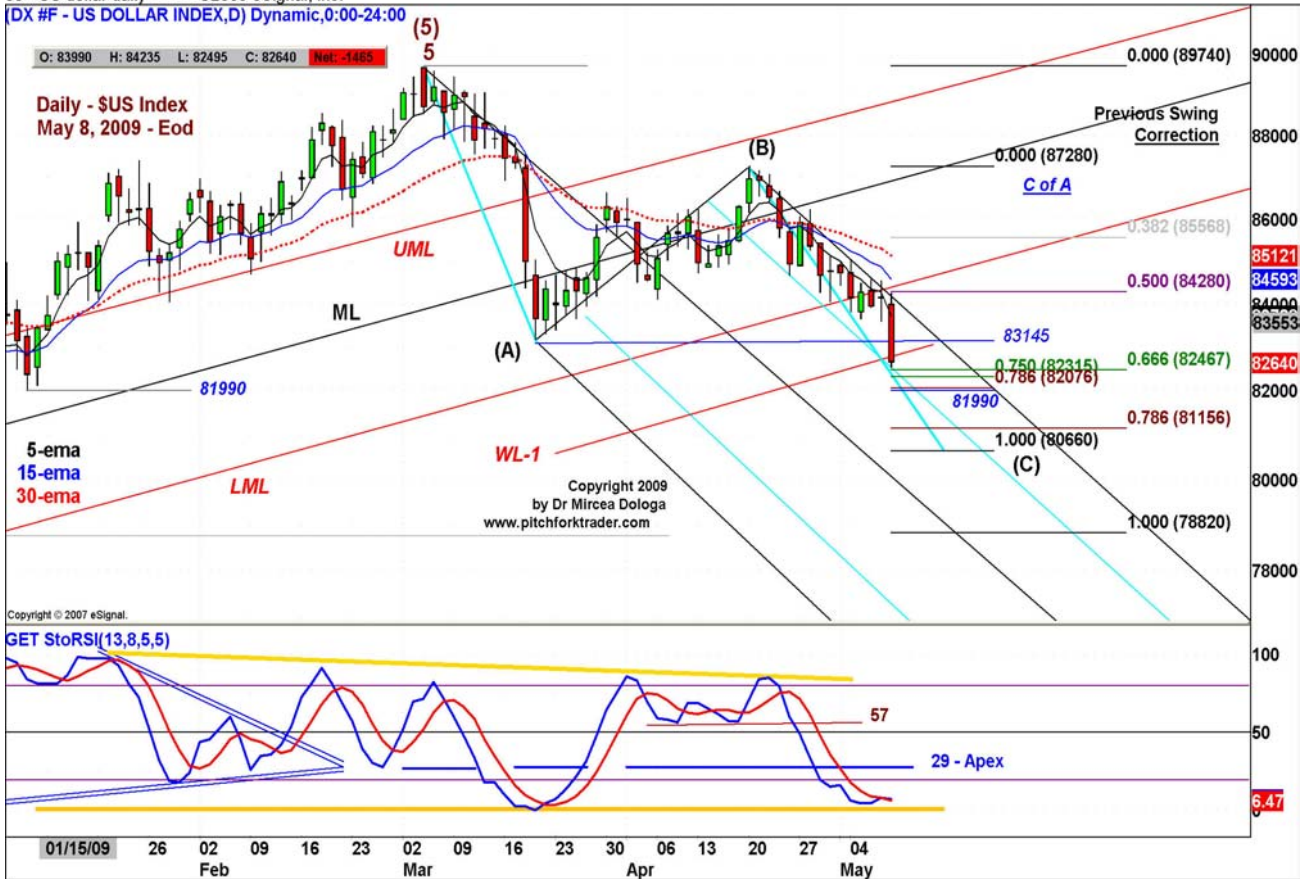 (DX #F - US DOLLAR INDEX,D) Dynamic,0:00-24:00
O: 83990 H: 84235 L: 82495 C: 82640 Net: -1465
Daily - $US Index
May 8, 2009 - Eod
(5)
5
0.000 (89740)
90000
Previous Swing
Correction
88000
(B)
0.000 (87280)
C of A
86000
0.382 (85568)
85121
UML
84593
0.500 (84280)
84000
ML
83553
83145
(A)
0.750 (82315)
0.666 (82467)
82640
0.786 (82076)
82000
81990
81990
0.786 (81156)
5-ema
15-ema
30-ema
WL-1
1.000 (80660)
(C)
LML
80000
Copyright 2009
by Dr Mircea Dologa
www.pitchforktrader.com
1.000 (78820)
78000
Copyright © 2007 eSignal.
GET StoRSI(13,8,5,5)
100
57
50
29 - Apex
6.47
0
01/15/09 26 02 09 16 23 02 09 16 23 30 06 13 20 27 04
Feb Mar Apr May